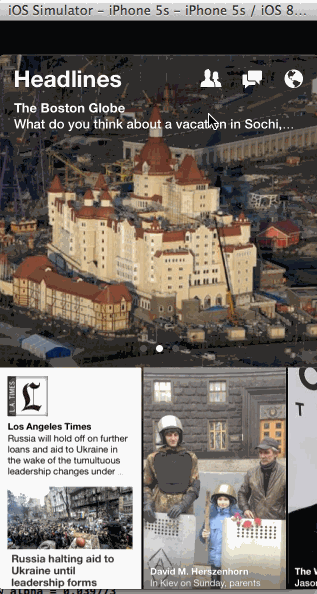 iOS Simulator – iPhone 5s – iPhone 5s / iOS 8...
Headlines
The Boston Globe
What do you think about a vacation in Sochi,...
L.A. TIMES
L
Los Angeles Times
Russia will hold off on further
loans and aid to Ukraine in
the wake of the tumultuous
leadership changes under ..
Russia halting aid to
Ukraine until
leadership forms
David M. Herszenhorn
In Kiev on Sunday, parents
T
The W
Jason
alpha = 0.039773